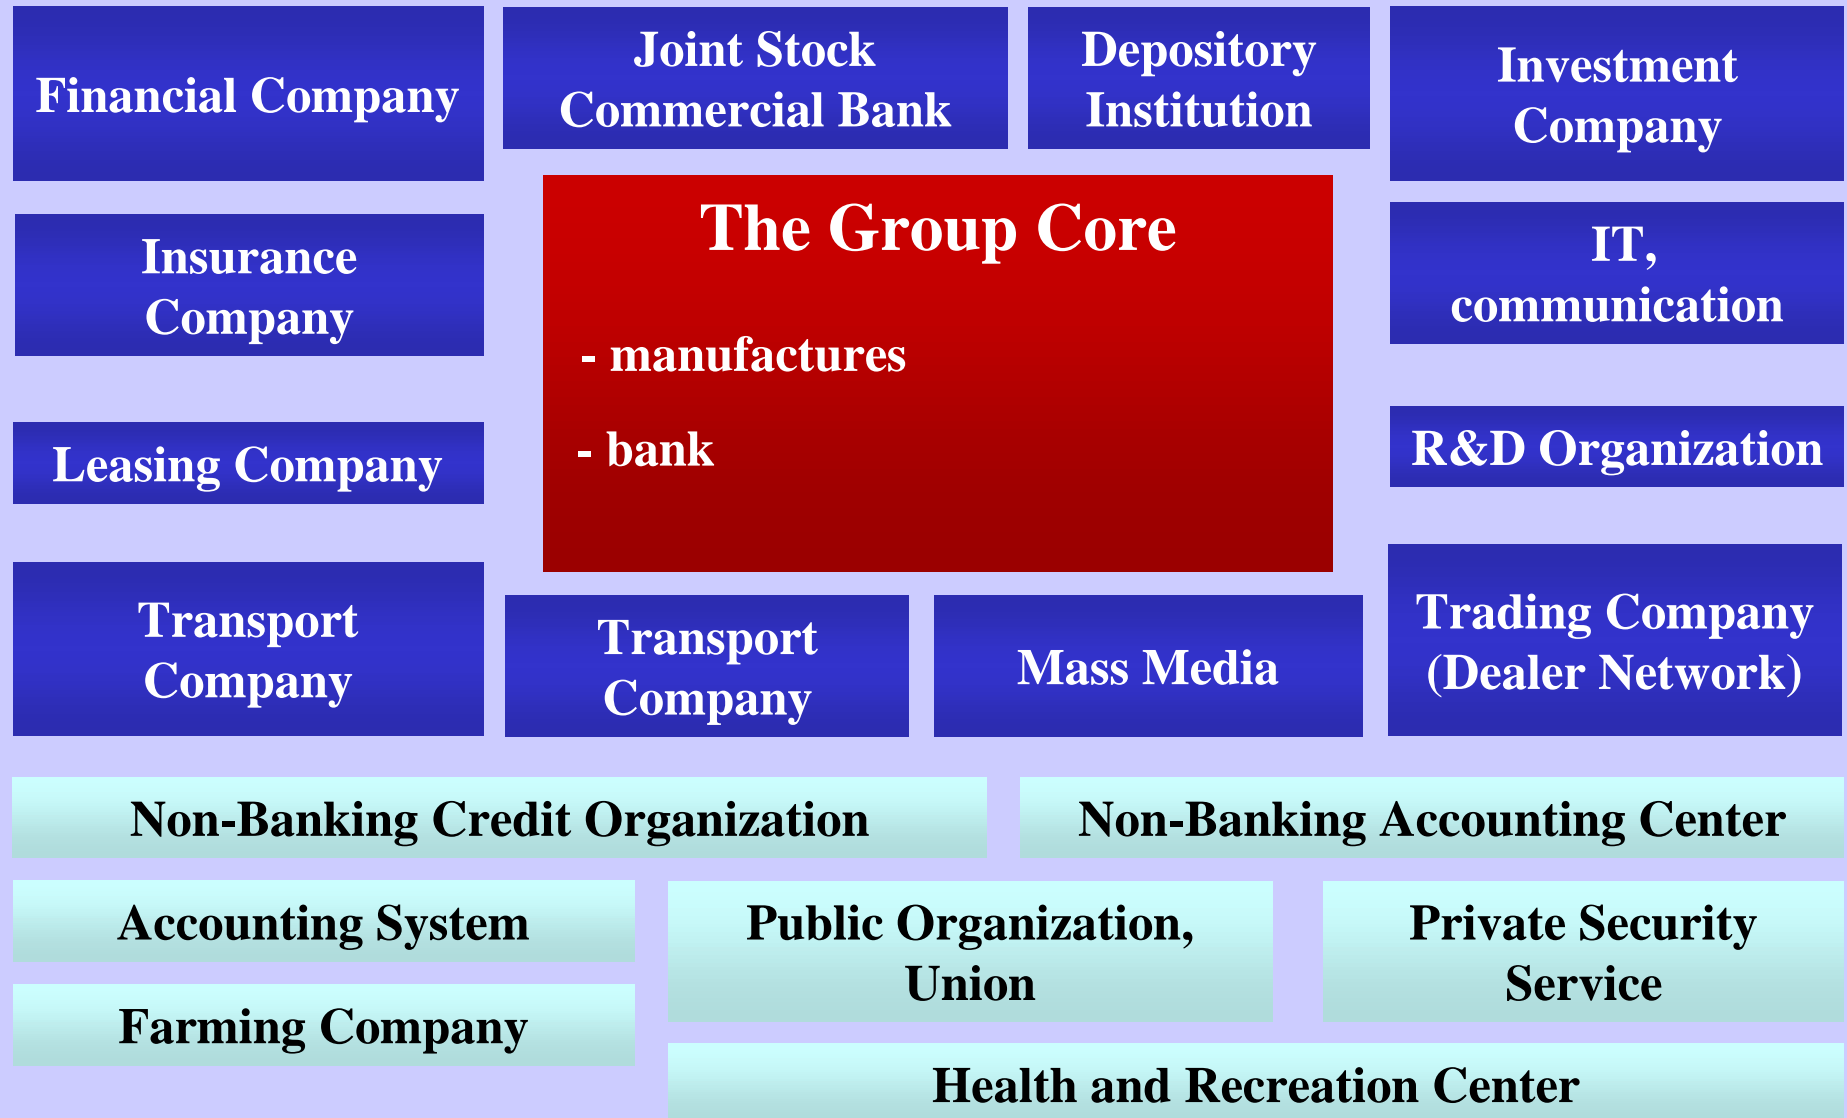 Financial Company
Joint Stock
Commercial Bank
Depository
Institution
Investment
Company
The Group Core
- manufactures
- bank
Insurance
Company
IT,
communication
Leasing Company
R&D Organization
Transport
Company
Transport
Company
Mass Media
Trading Company
(Dealer Network)
Non-Banking Credit Organization
Non-Banking Accounting Center
Accounting System
Public Organization,
Union
Private Security
Service
Farming Company
Health and Recreation Center